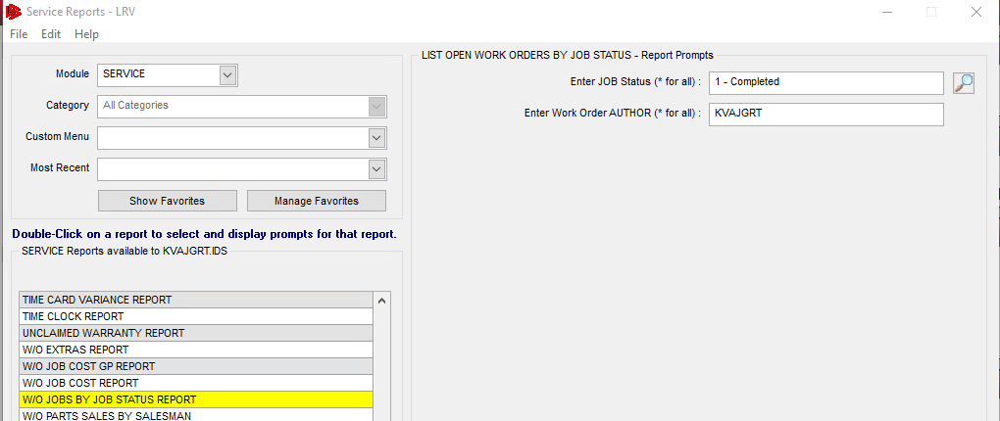 Service Reports - LRV
File Edit Help
Module SERVICE
Category All Categories
Custom Menu
Most Recent
Show Favorites Manage Favorites
Double-Click on a report to select and display prompts for that report.
SERVICE Reports available to KVAJGRT.IDS
TIME CARD VARIANCE REPORT
TIME CLOCK REPORT
UNCLAIMED WARRANTY REPORT
W/O EXTRAS REPORT
W/O JOB COST GP REPORT
W/O JOB COST REPORT
W/O JOBS BY JOB STATUS REPORT
W/O PARTS SALES BY SALESMAN
LIST OPEN WORK ORDERS BY JOB STATUS - Report Prompts
Enter JOB Status (* for all) : 1 - Completed
Enter Work Order AUTHOR (* for all) : KVAJGRT